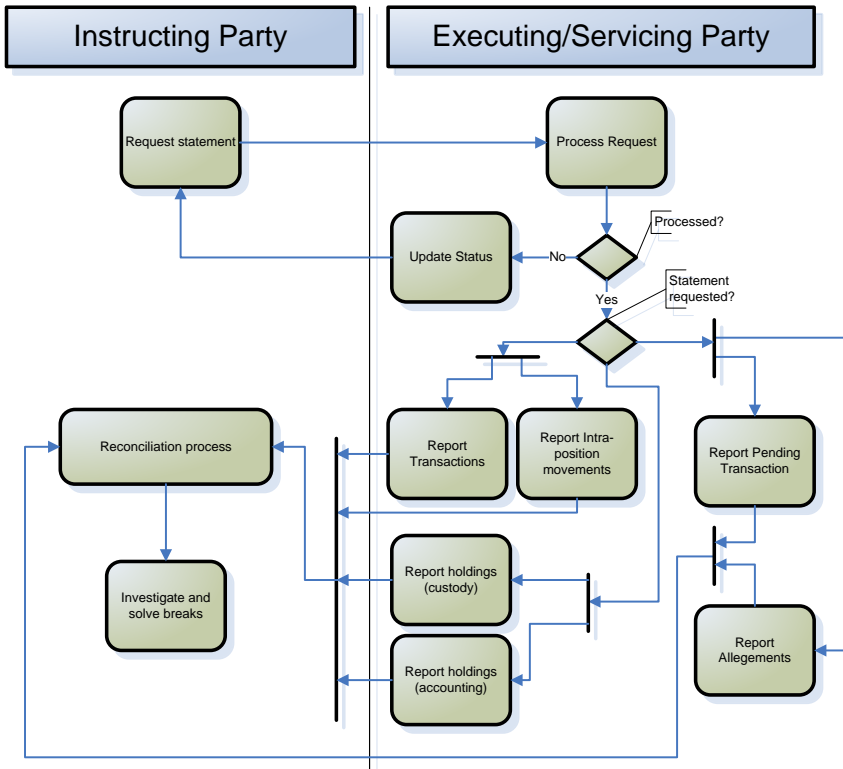 Instructing Party
Executing/Servicing Party
Request statement
Process Request
Processed?
Update Status
No
Statement
requested?
Yes
Reconciliation process
Report
Transactions
Report Intra-
position
movements
Report Pending
Transaction
Investigate and
solve breaks
Report holdings
(custody)
Report
Allegements
Report holdings
(accounting)